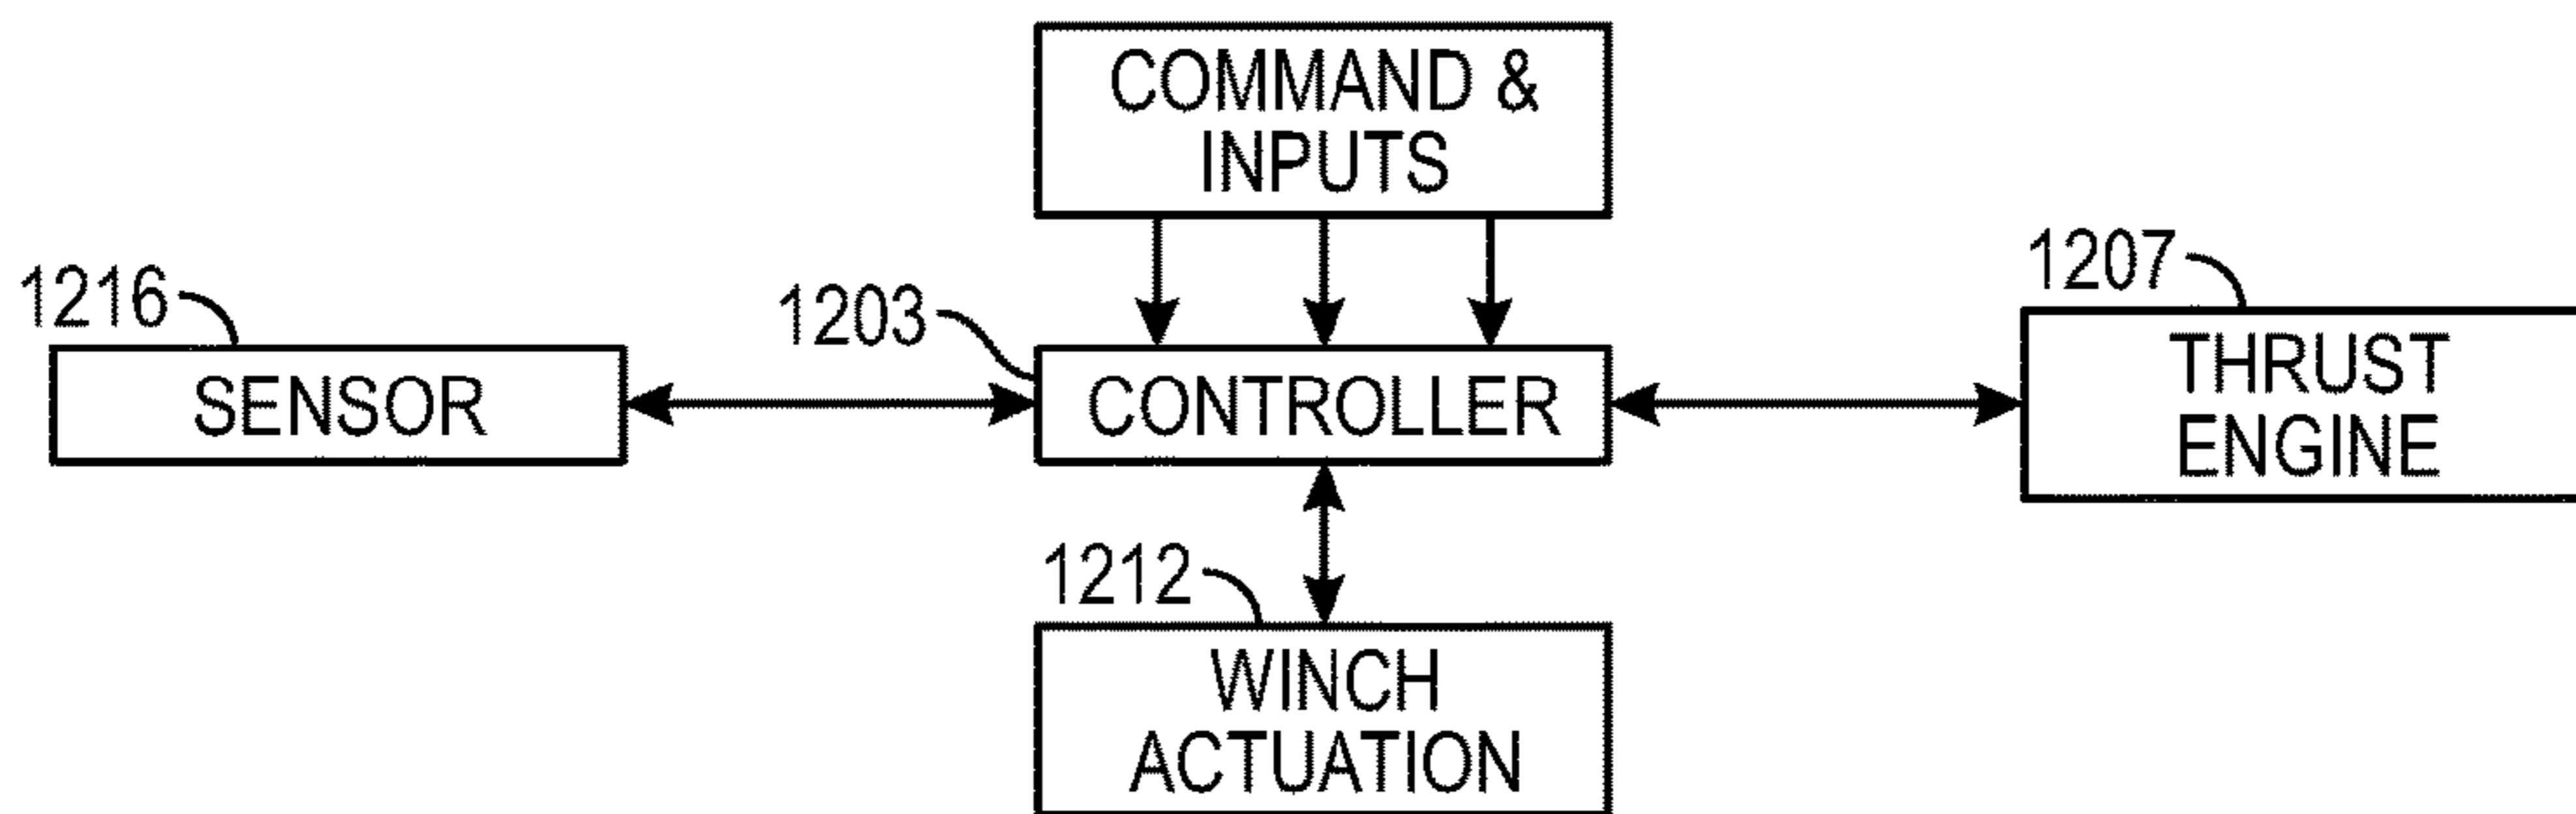 COMMAND &
INPUTS
1216
1203
1207
SENSOR
CONTROLLER
THRUST
ENGINE
1212
WINCH
ACTUATION